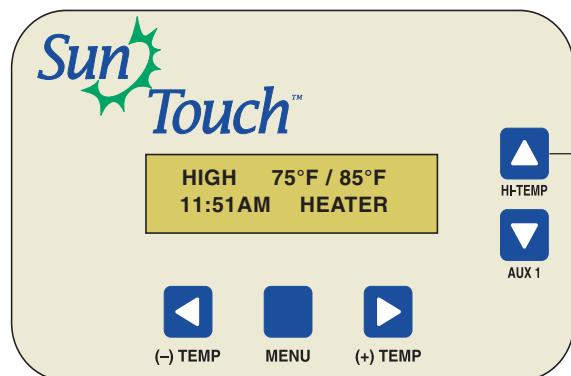 Sun
Touch™
HIGH 75°F / 85°F
11:51AM HEATER
HI-TEMP
AUX 1
(–) TEMP MENU (+) TEMP